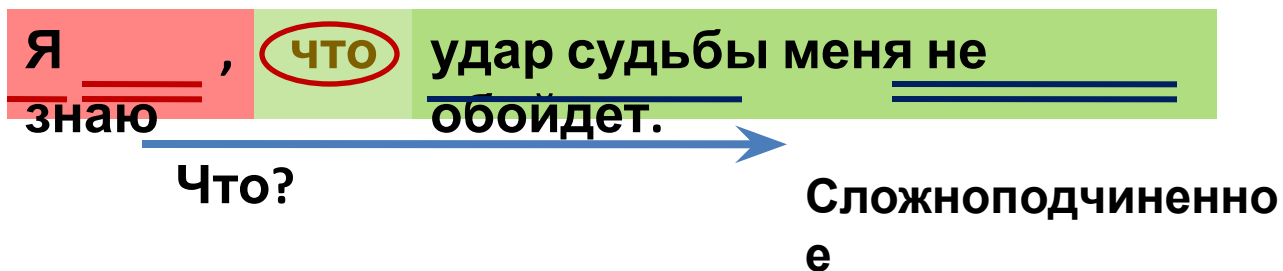 Я знаю , что удар судьбы меня не обойдет.
Что?
Сложноподчиненно
е